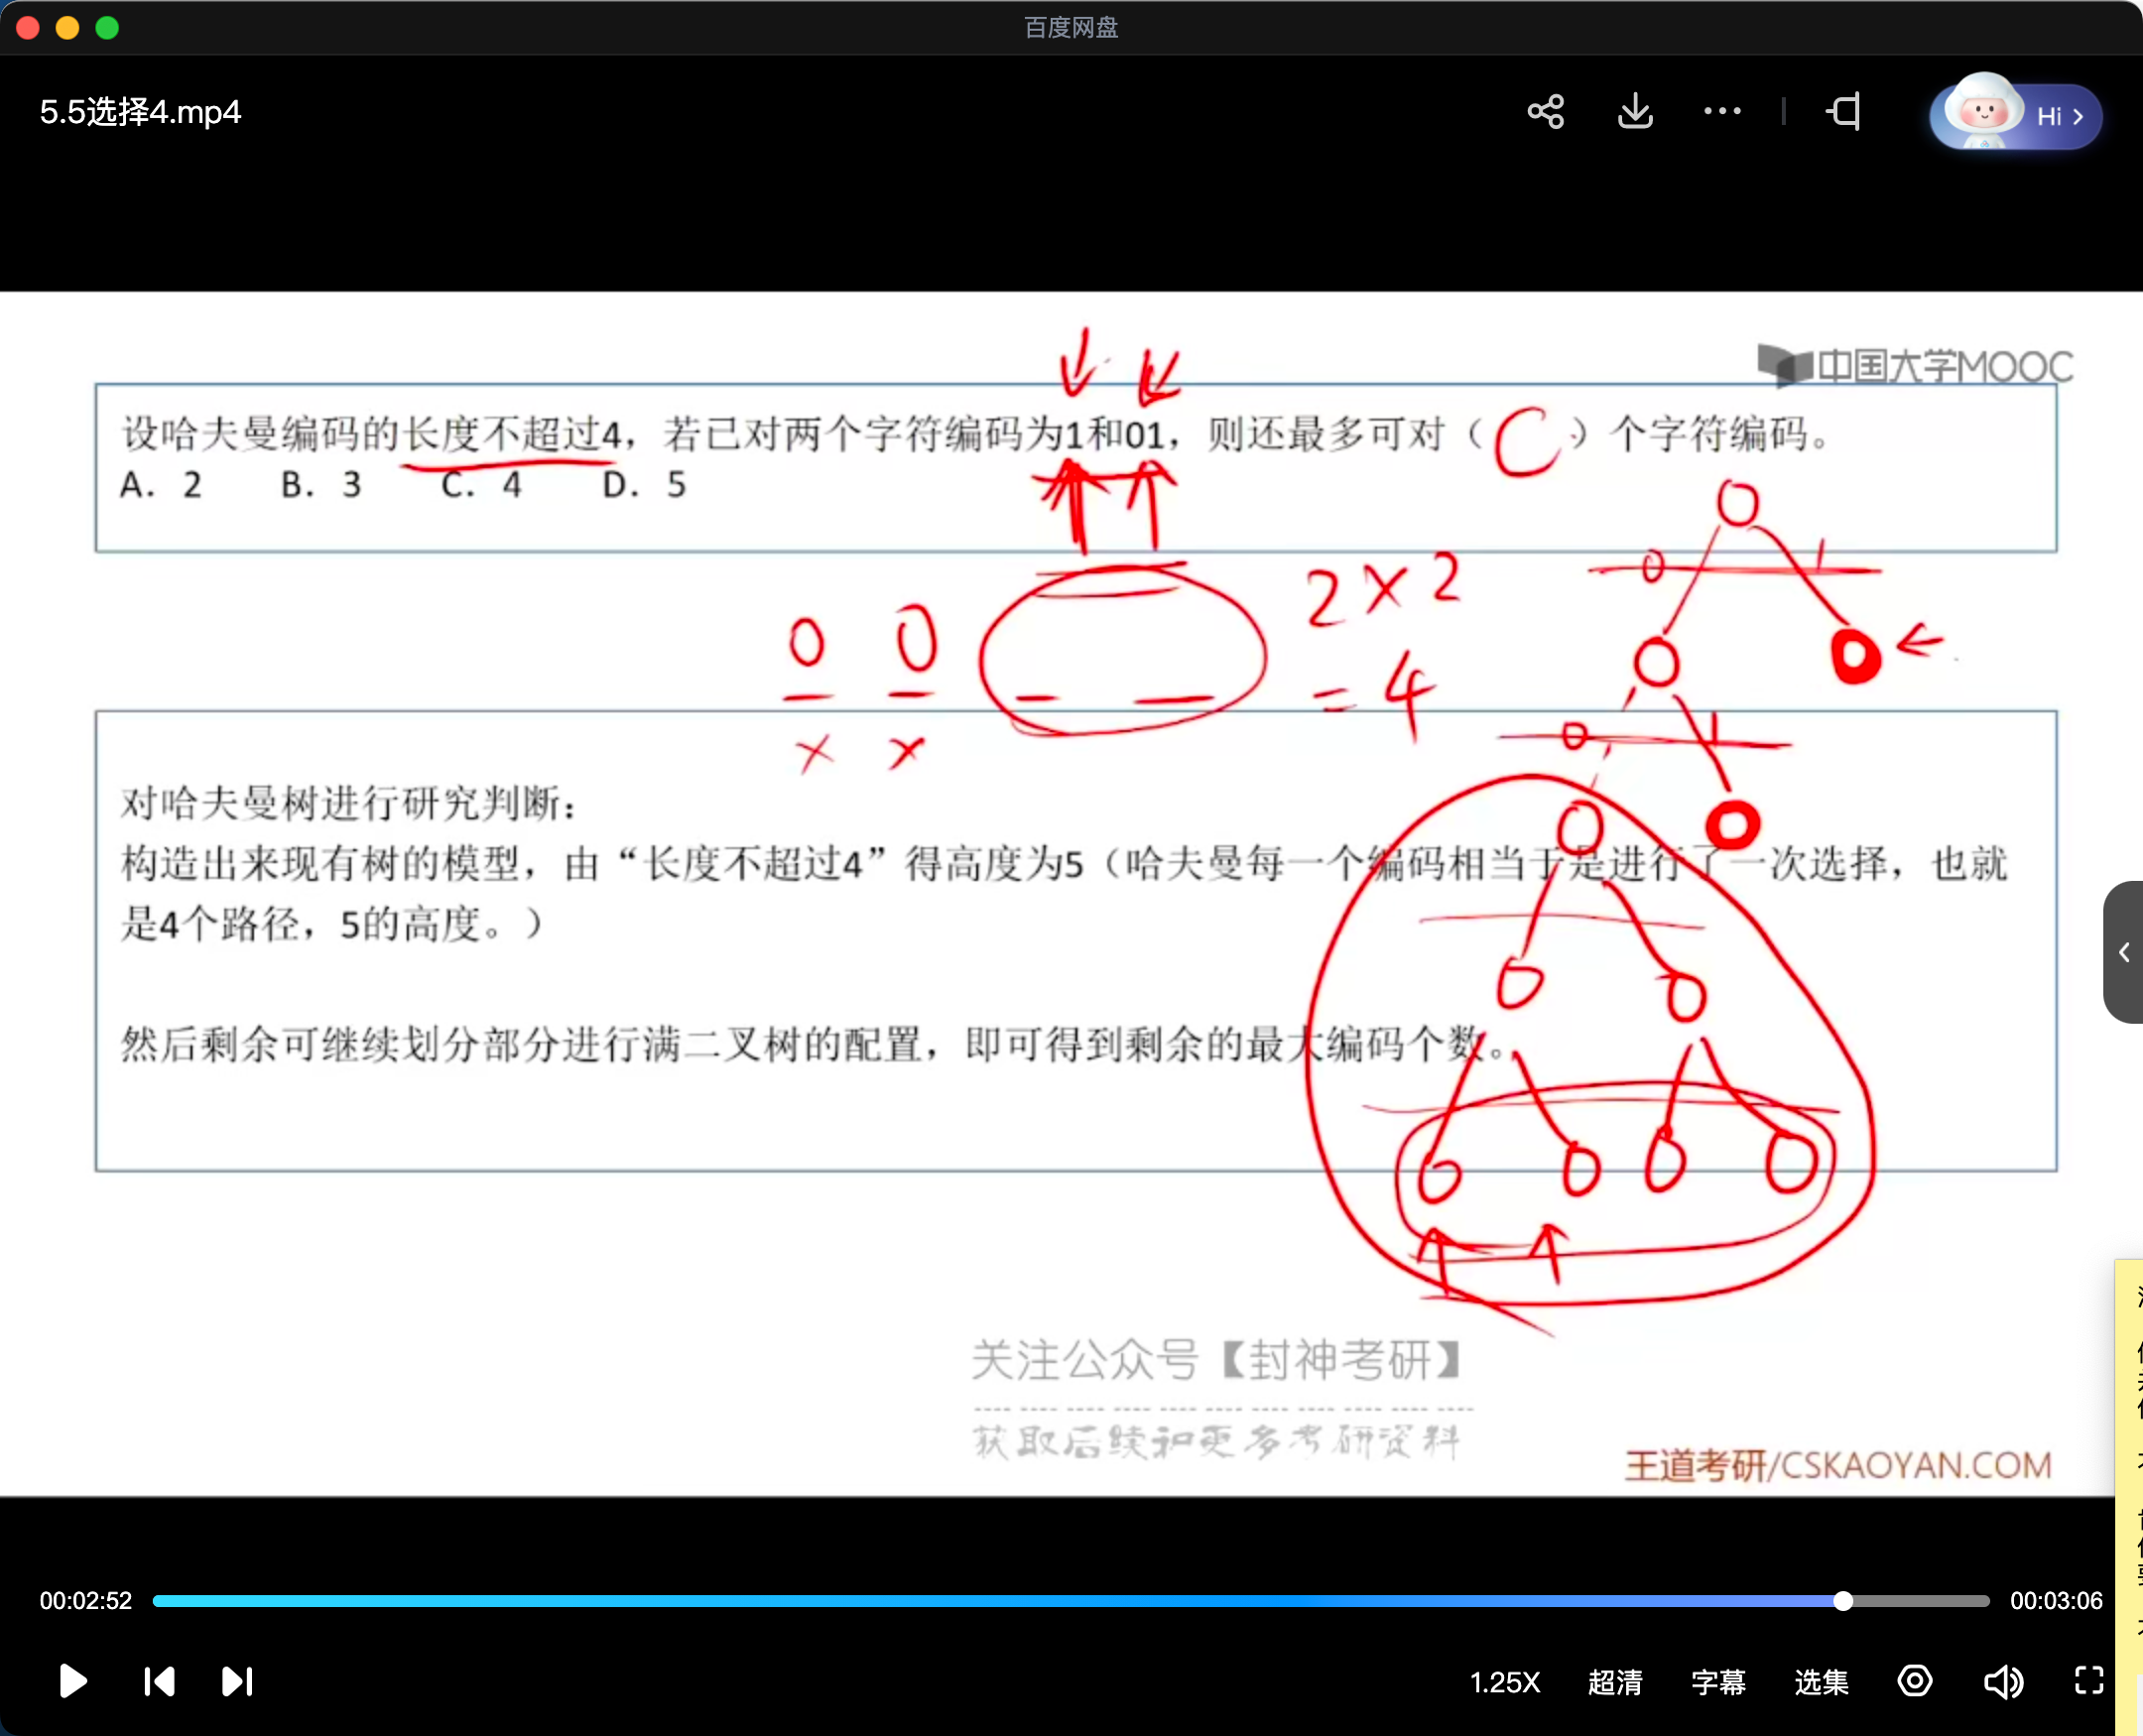 百度网盘
5.5选择4.mp4
Hi
中国大学MOOC
设哈夫曼编码的长度不超过4，若已对两个字符编码为1和01，则还最多可对（C）个字符编码。
A. 2 B. 3 C. 4 D. 5
0 1
0 0 2×2
=4
× ×
0 1
对哈夫曼树进行研究判断：
构造出来现有树的模型，由“长度不超过4”得高度为5（哈夫曼每一个编码相当于是进行了一次选择，也就
是4个路径，5的高度。）
然后剩余可继续划分部分进行满二叉树的配置，即可得到剩余的最大编码个数。
关注公众号【封神考研】
获取后续和更多考研资料
王道考研/CSKAOYAN.COM
00:02:52 00:03:06
1.25X 超清 字幕 选集